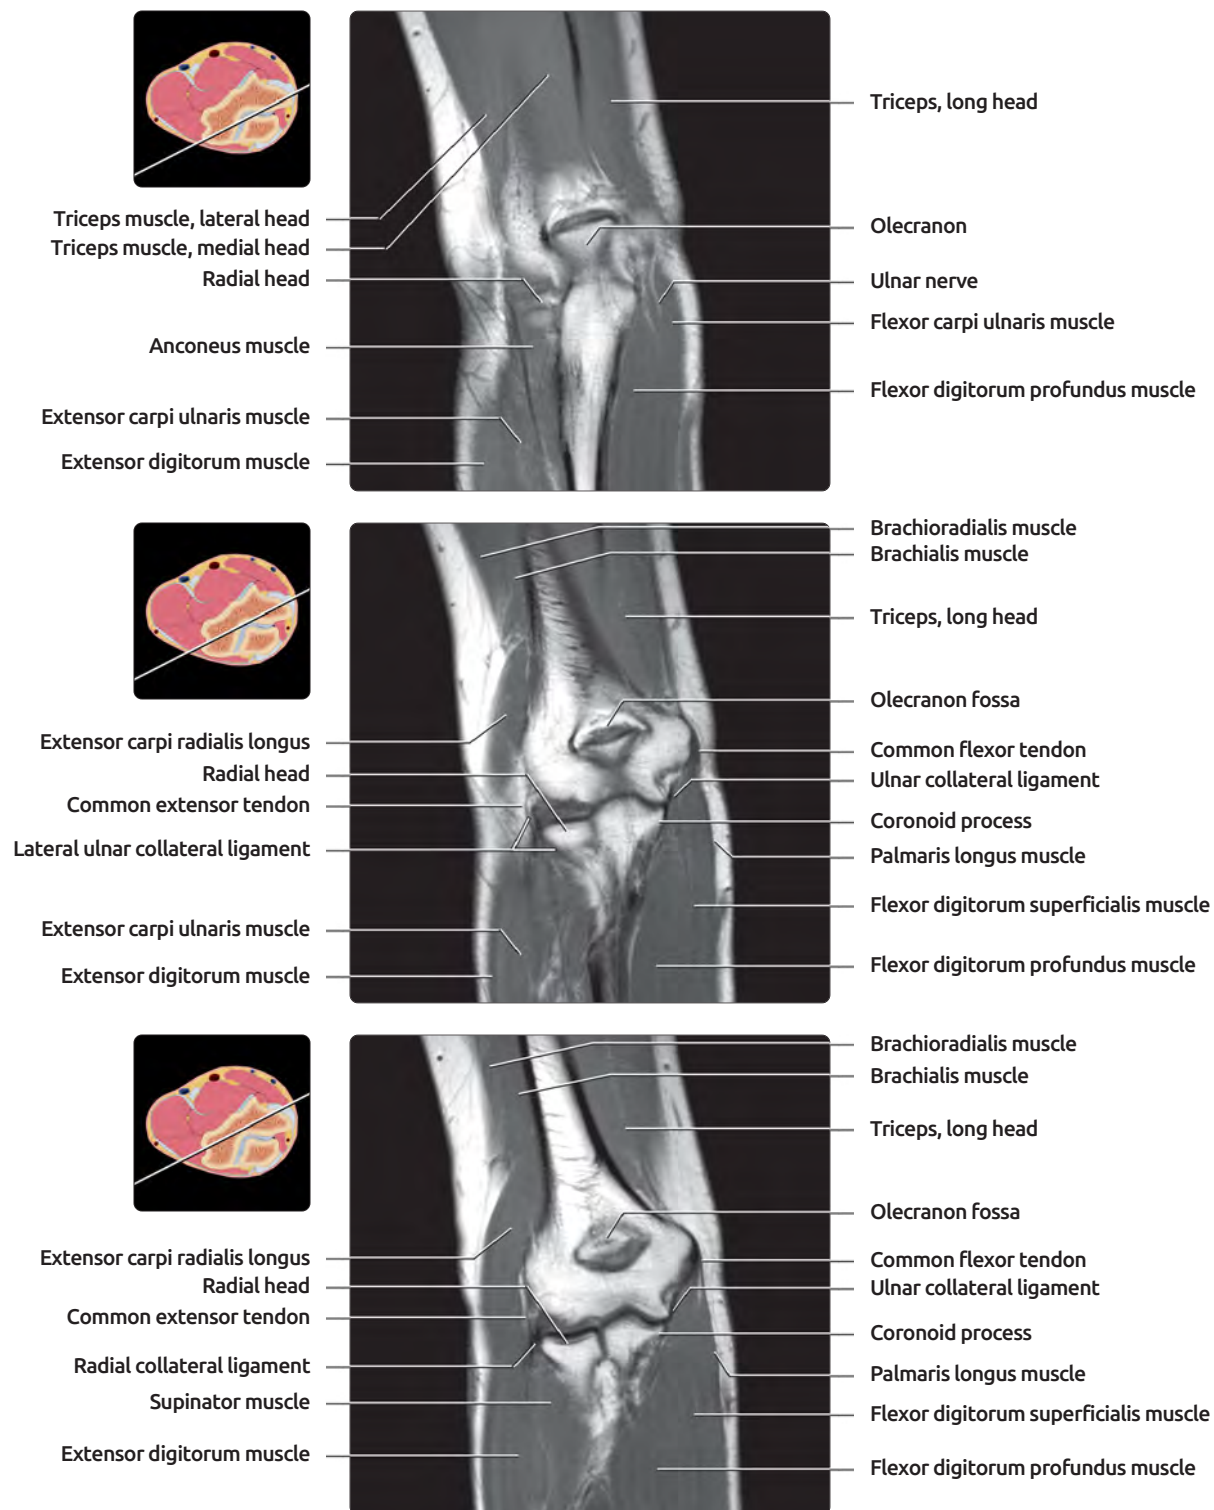 Triceps, long head
Triceps muscle, lateral head
Olecranon
Triceps muscle, medial head
Radial head
Ulnar nerve
Flexor carpi ulnaris muscle
Anconeus muscle
Flexor digitorum profundus muscle
Extensor carpi ulnaris muscle
Extensor digitorum muscle
Brachioradialis muscle
Brachialis muscle
Triceps, long head
Olecranon fossa
Extensor carpi radialis longus
Common flexor tendon
Radial head
Ulnar collateral ligament
Common extensor tendon
Coronoid process
Lateral ulnar collateral ligament
Palmaris longus muscle
Flexor digitorum superficialis muscle
Extensor carpi ulnaris muscle
Flexor digitorum profundus muscle
Extensor digitorum muscle
Brachioradialis muscle
Brachialis muscle
Triceps, long head
Olecranon fossa
Extensor carpi radialis longus
Common flexor tendon
Radial head
Ulnar collateral ligament
Common extensor tendon
Coronoid process
Radial collateral ligament
Palmaris longus muscle
Supinator muscle
Flexor digitorum superficialis muscle
Extensor digitorum muscle
Flexor digitorum profundus muscle